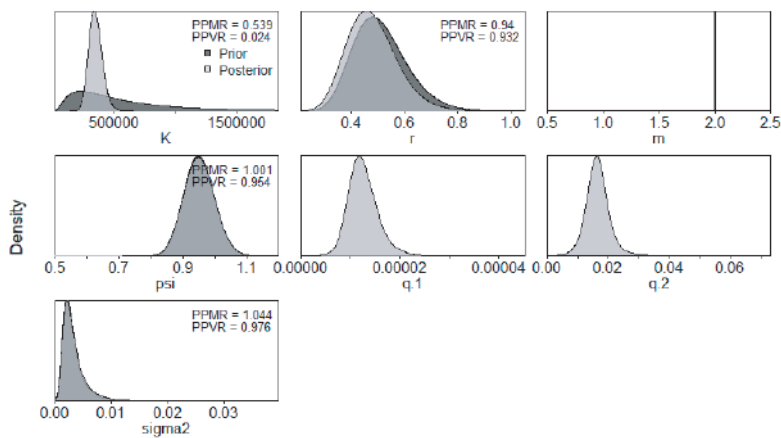 PPMR = 0.539
PPVR = 0.024
Prior
Posterior
500000 1500000
K
PPMR = 0.94
PPVR = 0.932
0.4 0.6 0.8 1.0
r
0.5 1.0 1.5 2.0 2.5
m
Density
PPMR = 1.001
PPVR = 0.954
0.5 0.7 0.9 1.1
psi
0.00000 0.00002 0.00004
q.1
0.00 0.02 0.04 0.06
q.2
PPMR = 1.044
PPVR = 0.976
0.00 0.01 0.02 0.03
sigma2